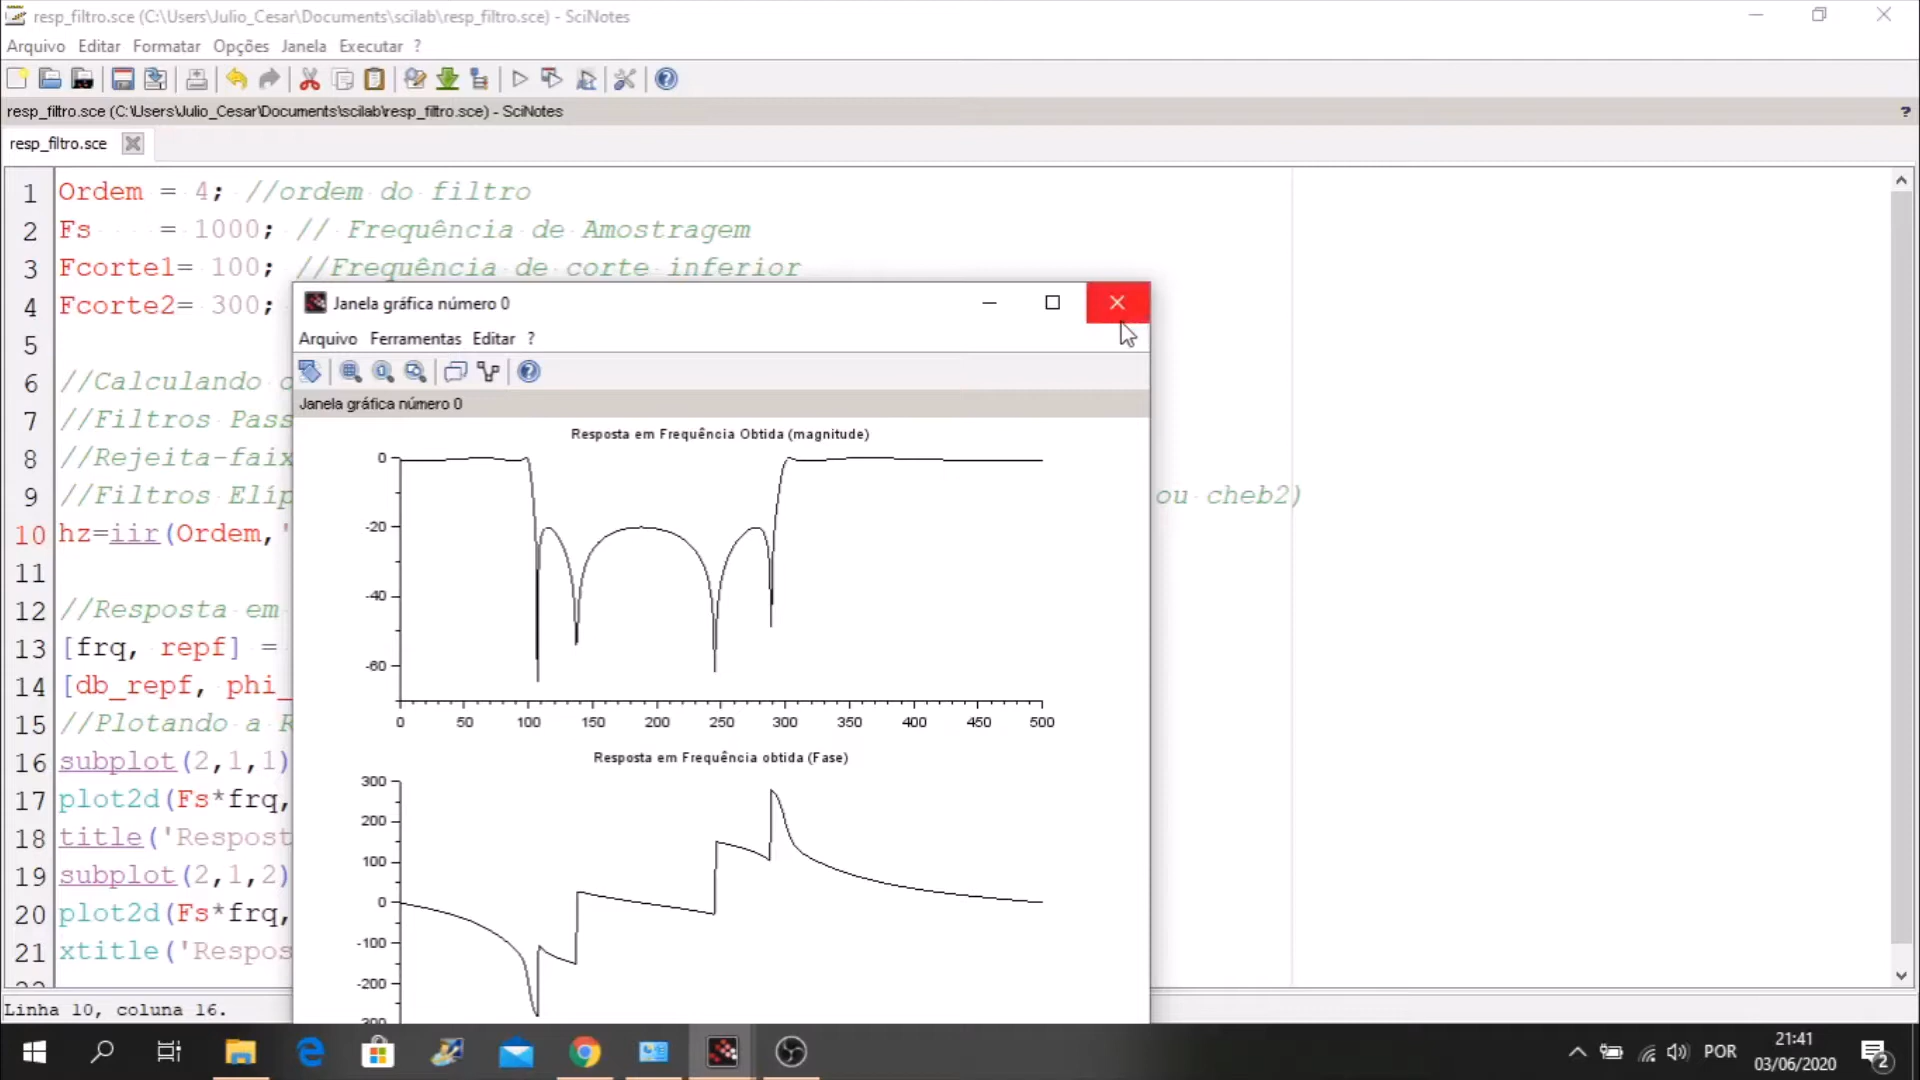 resp_filtro.sce (C:\Users\Julio_Cesar\Documents\scilab\resp_filtro.sce) - SciNotes
Arquivo Editar Formatar Opções Janela Executar ?
resp_filtro.sce (C:\Users\Julio_Cesar\Documents\scilab\resp_filtro.sce) - SciNotes ?
resp_filtro.sce
1 Ordem = 4; //ordem do filtro
2 Fs = 1000; // Frequência de Amostragem
3 Fcorte1= 100; //Frequência de corte inferior
4 Fcorte2= 300;
5
6 //Calculando
7 //Filtros Pass
8 //Rejeita-faix
9 //Filtros Elíp ou cheb2)
10 hz=iir(Ordem,'
11
12 //Resposta em
13 [frq, repf] =
14 [db_repf, phi_
15 //Plotando a R
16 subplot(2,1,1)
17 plot2d(Fs*frq,
18 title('Respost
19 subplot(2,1,2)
20 plot2d(Fs*frq,
21 xtitle('Respos
Linha 10, coluna 16.
Janela gráfica número 0
Arquivo Ferramentas Editar ?
Janela gráfica número 0
Resposta em Frequência Obtida (magnitude)
0
-20
-40
-60
0 50 100 150 200 250 300 350 400 450 500
Resposta em Frequência obtida (Fase)
300
200
100
0
-100
-200
POR
21:41
03/06/2020
2